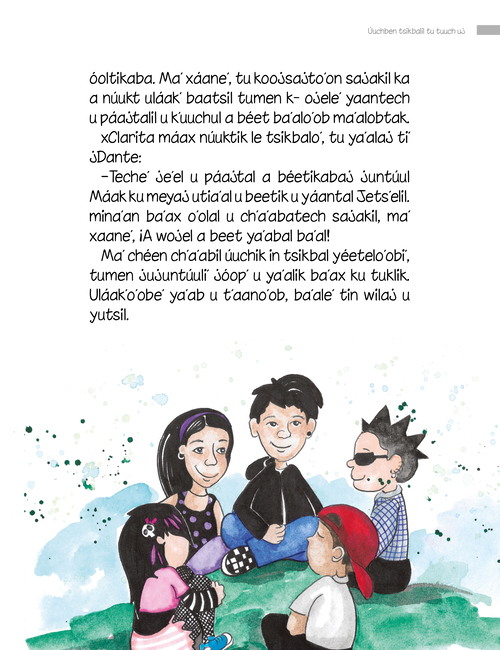 Úuchben tsikbalil tu tuuch uj
óoltikaba. Ma' xáane', tu koojsajto'on sajakil ka
a núukt uláak' baatsil tumen k- ojele' yaantech
u páajtalil u k'uuchul a béet ba'alo'ob ma'alobtak.
xClarita máax núuktik le tsikbalo', tu ya'alaj ti'
jDante:
–Teche' je'el u páajtal a béetikabaj juntúul
Máak ku meyaj utia'al u beetik u yáantal Jets'elil.
mina'an ba'ax o'olal u ch'a'abatech sajakil, ma'
xaane', ¡A wojel a beet ya'abal ba'al!
Ma' chéen ch'a'abil úuchik in tsikbal yéetelo'obi',
tumen jujuntúuli' jóop' u ya'alik ba'ax ku tuklik.
Uláak'o'obe' ya'ab u t'aano'ob, ba'ale' tin wilaj u
yutsil.